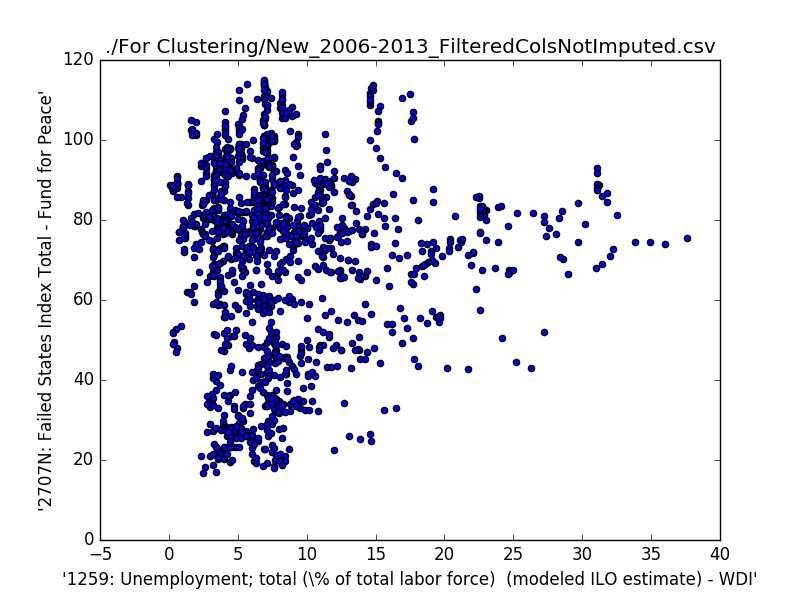 ./For Clustering/New_2006-2013_FilteredColsNotImputed.csv
120
100
80
60
40
20
0
'2707N: Failed States Index Total - Fund for Peace'
−5 0 5 10 15 20 25 30 35 40
'1259: Unemployment; total (\% of total labor force)  (modeled ILO estimate) - WDI'